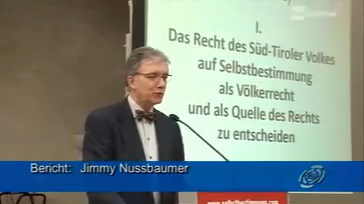 I.
Das Recht des Süd-Tiroler Volkes
auf Selbstbestimmung
als Völkerrecht
und als Quelle des Rechts
zu entscheiden
Bericht: Jimmy Nussbaumer